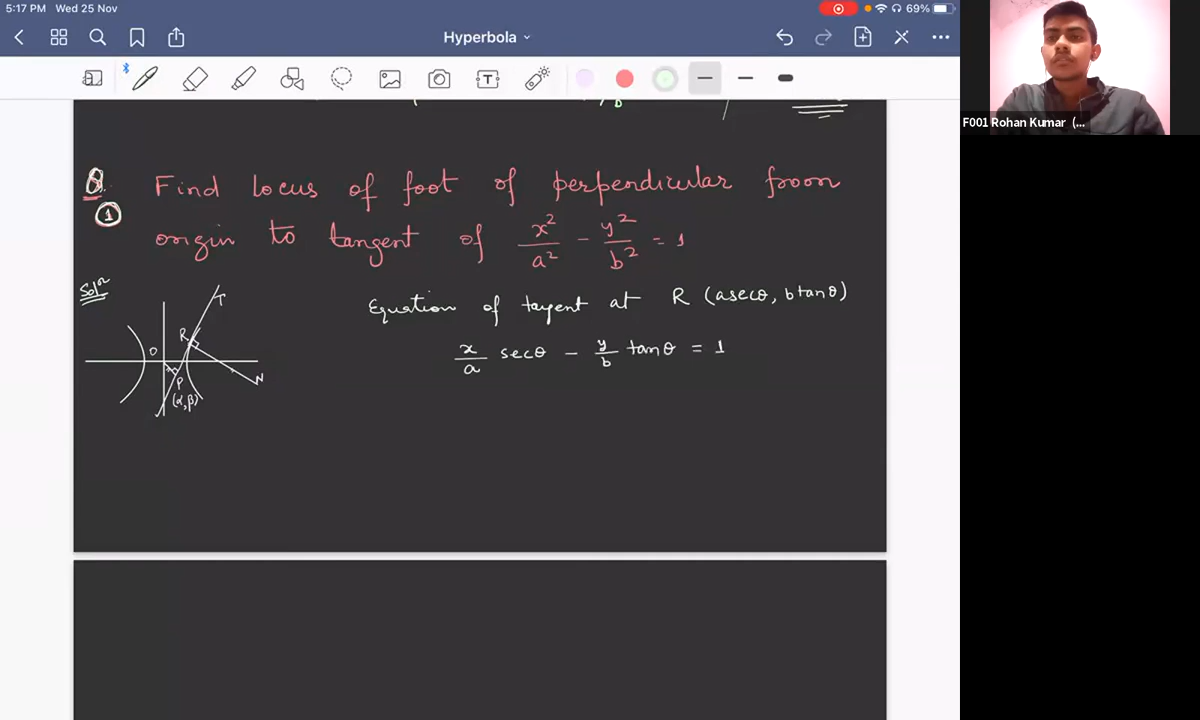 5:17 PM Wed 25 Nov
69%
Hyperbola
T
Q. Find locus of foot of perpendicular from
① origin to tangent of x²/a² - y²/b² = 1
Solⁿ
T
R
O
P
(α, β)
N
Equation of tangent at R (a secθ, b tanθ)
x/a secθ - y/b tanθ = 1
F001 Rohan Kumar (...